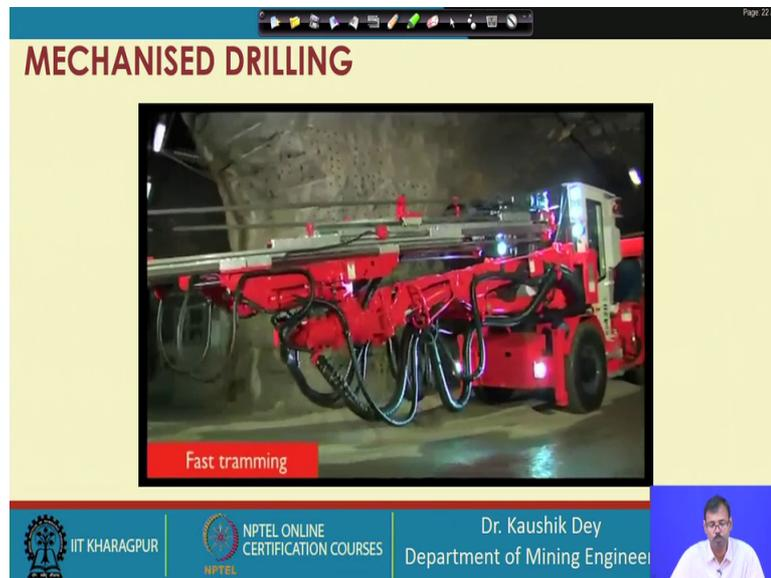 Page: 22
MECHANISED DRILLING
Fast tramming
IIT KHARAGPUR
NPTEL
NPTEL ONLINE
CERTIFICATION COURSES
Dr. Kaushik Dey
Department of Mining Engineer